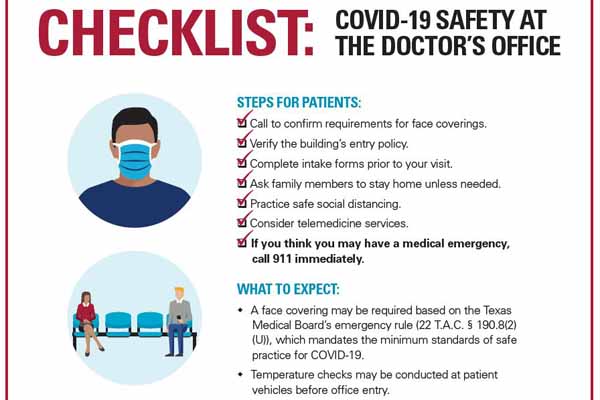 CHECKLIST:
COVID-19 SAFETY AT
THE DOCTOR'S OFFICE
STEPS FOR PATIENTS:
Call to confirm requirements for face coverings.
Verify the building's entry policy.
Complete intake forms prior to your visit.
Ask family members to stay home unless needed.
Practice safe social distancing.
Consider telemedicine services.
If you think you may have a medical emergency,
call 911 immediately.
WHAT TO EXPECT:
A face covering may be required based on the Texas
Medical Board's emergency rule (22 T.A.C. § 190.8(2)
(U)), which mandates the minimum standards of safe
practice for COVID-19.
Temperature checks may be conducted at patient
vehicles before office entry.